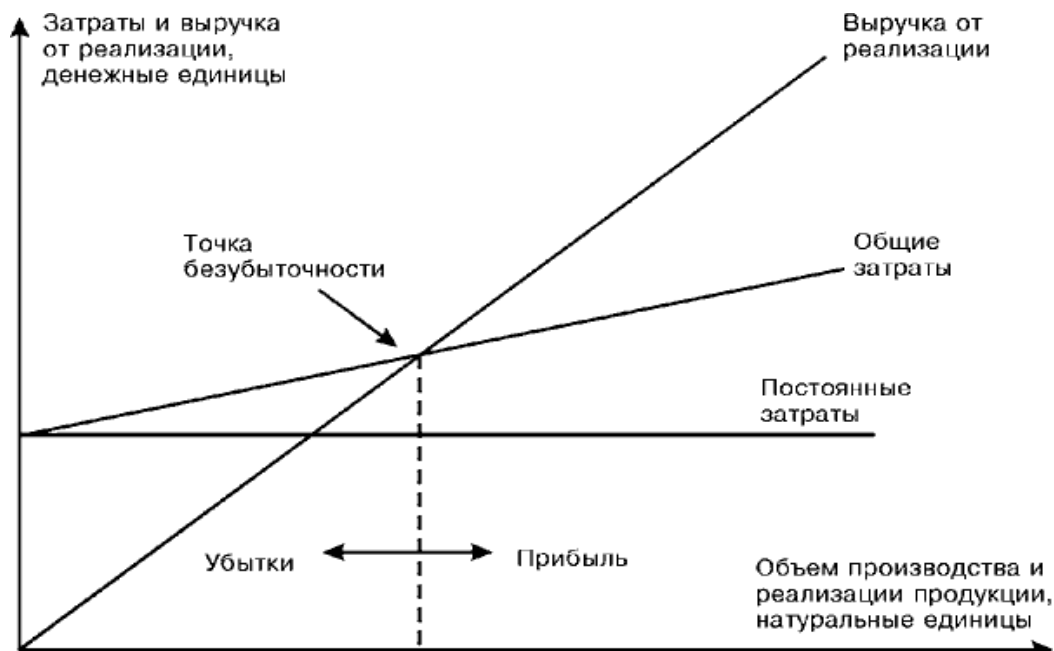 Затраты и выручка
от реализации,
денежные единицы
Выручка от
реализации
Точка
безубыточности
Общие
затраты
Постоянные
затраты
Убытки
Прибыль
Объем производства и
реализации продукции,
натуральные единицы